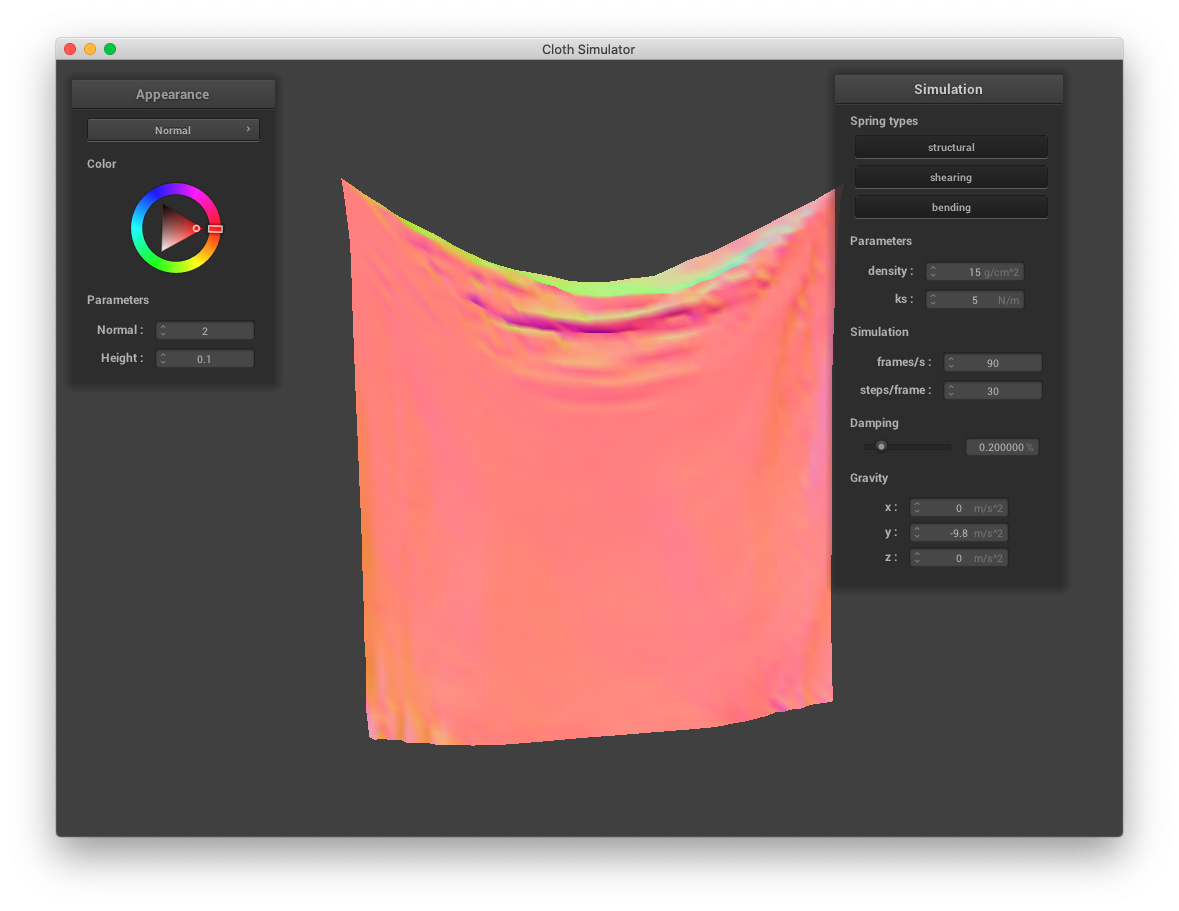 Cloth Simulator
Appearance
Normal
Color
Parameters
Normal : 2
Height : 0.1
Simulation
Spring types
structural
shearing
bending
Parameters
density : 15 g/cm^2
ks : 5 N/m
Simulation
frames/s : 90
steps/frame : 30
Damping
0.200000 %
Gravity
x : 0 m/s^2
y : -9.8 m/s^2
z : 0 m/s^2